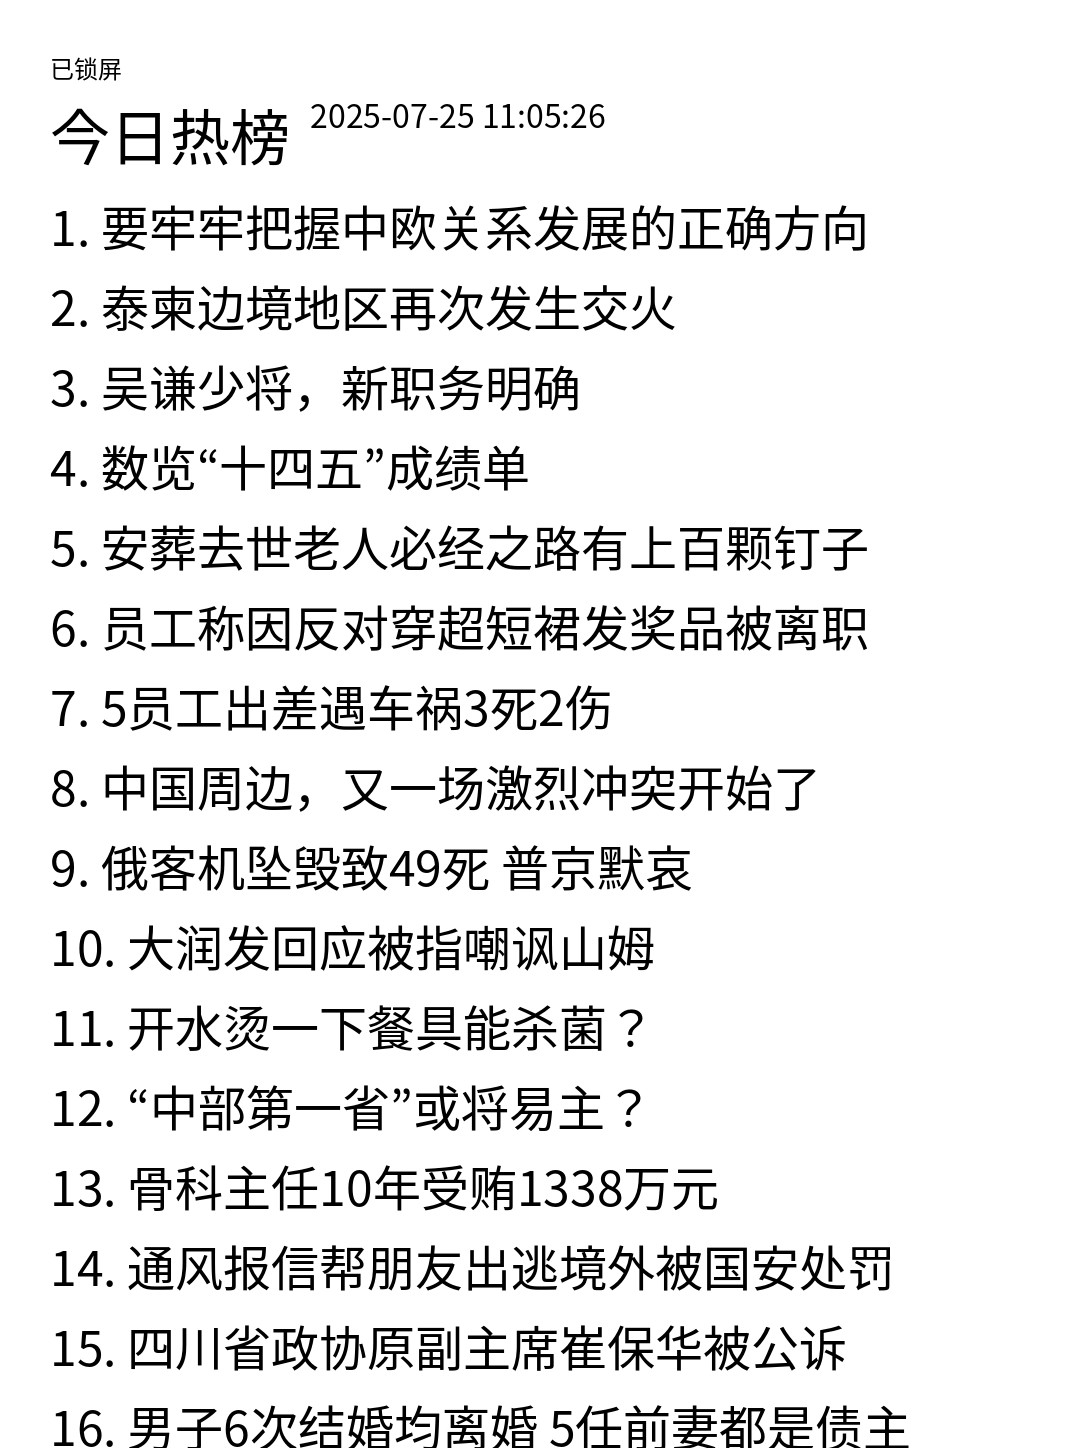 已锁屏
今日热榜 2025-07-25 11:05:26
1. 要牢牢把握中欧关系发展的正确方向
2. 泰柬边境地区再次发生交火
3. 吴谦少将，新职务明确
4. 数览“十四五”成绩单
5. 安葬去世老人必经之路有上百颗钉子
6. 员工称因反对穿超短裙发奖品被离职
7. 5员工出差遇车祸3死2伤
8. 中国周边，又一场激烈冲突开始了
9. 俄客机坠毁致49死 普京默哀
10. 大润发回应被指嘲讽山姆
11. 开水烫一下餐具能杀菌？
12. “中部第一省”或将易主？
13. 骨科主任10年受贿1338万元
14. 通风报信帮朋友出逃境外被国安处罚
15. 四川省政协原副主席崔保华被公诉
16. 男子6次结婚均离婚 5任前妻都是债主